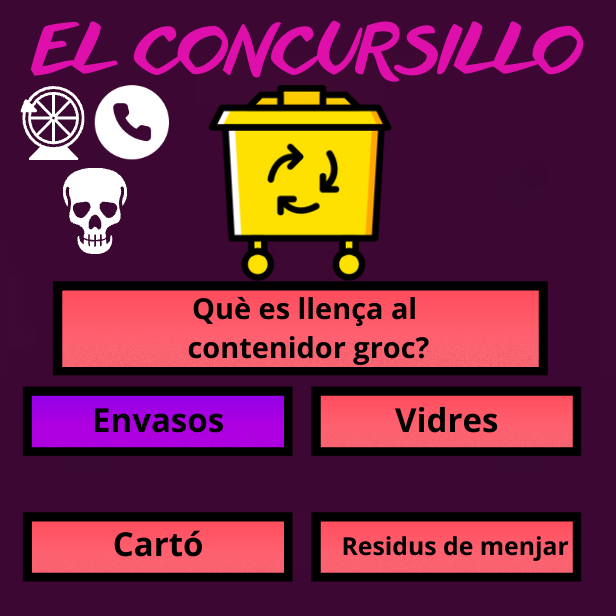 EL CONCURSILLO
Què es llença al
contenidor groc?
Envasos
Vidres
Cartó
Residus de menjar